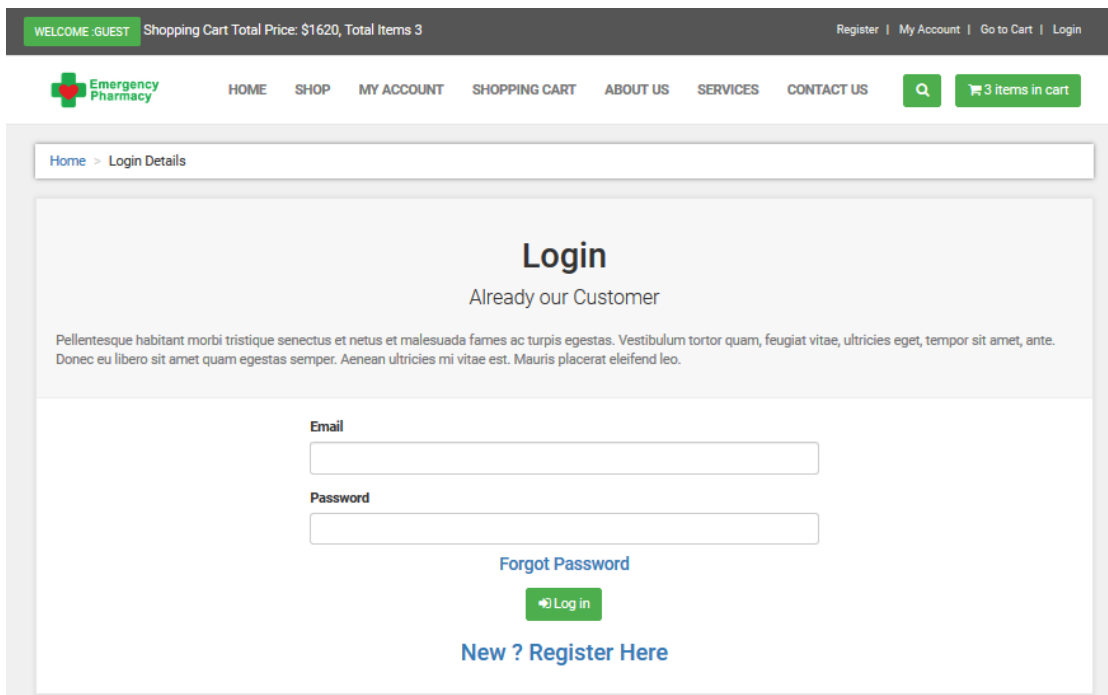 WELCOME :GUEST Shopping Cart Total Price: $1620, Total Items 3
Register | My Account | Go to Cart | Login
Emergency
Pharmacy
HOME SHOP MY ACCOUNT SHOPPING CART ABOUT US SERVICES CONTACT US
3 items in cart
Home > Login Details
Login
Already our Customer
Pellentesque habitant morbi tristique senectus et netus et malesuada fames ac turpis egestas. Vestibulum tortor quam, feugiat vitae, ultricies eget, tempor sit amet, ante.
Donec eu libero sit amet quam egestas semper. Aenean ultricies mi vitae est. Mauris placerat eleifend leo.
Email
Password
Forgot Password
Log in
New ? Register Here